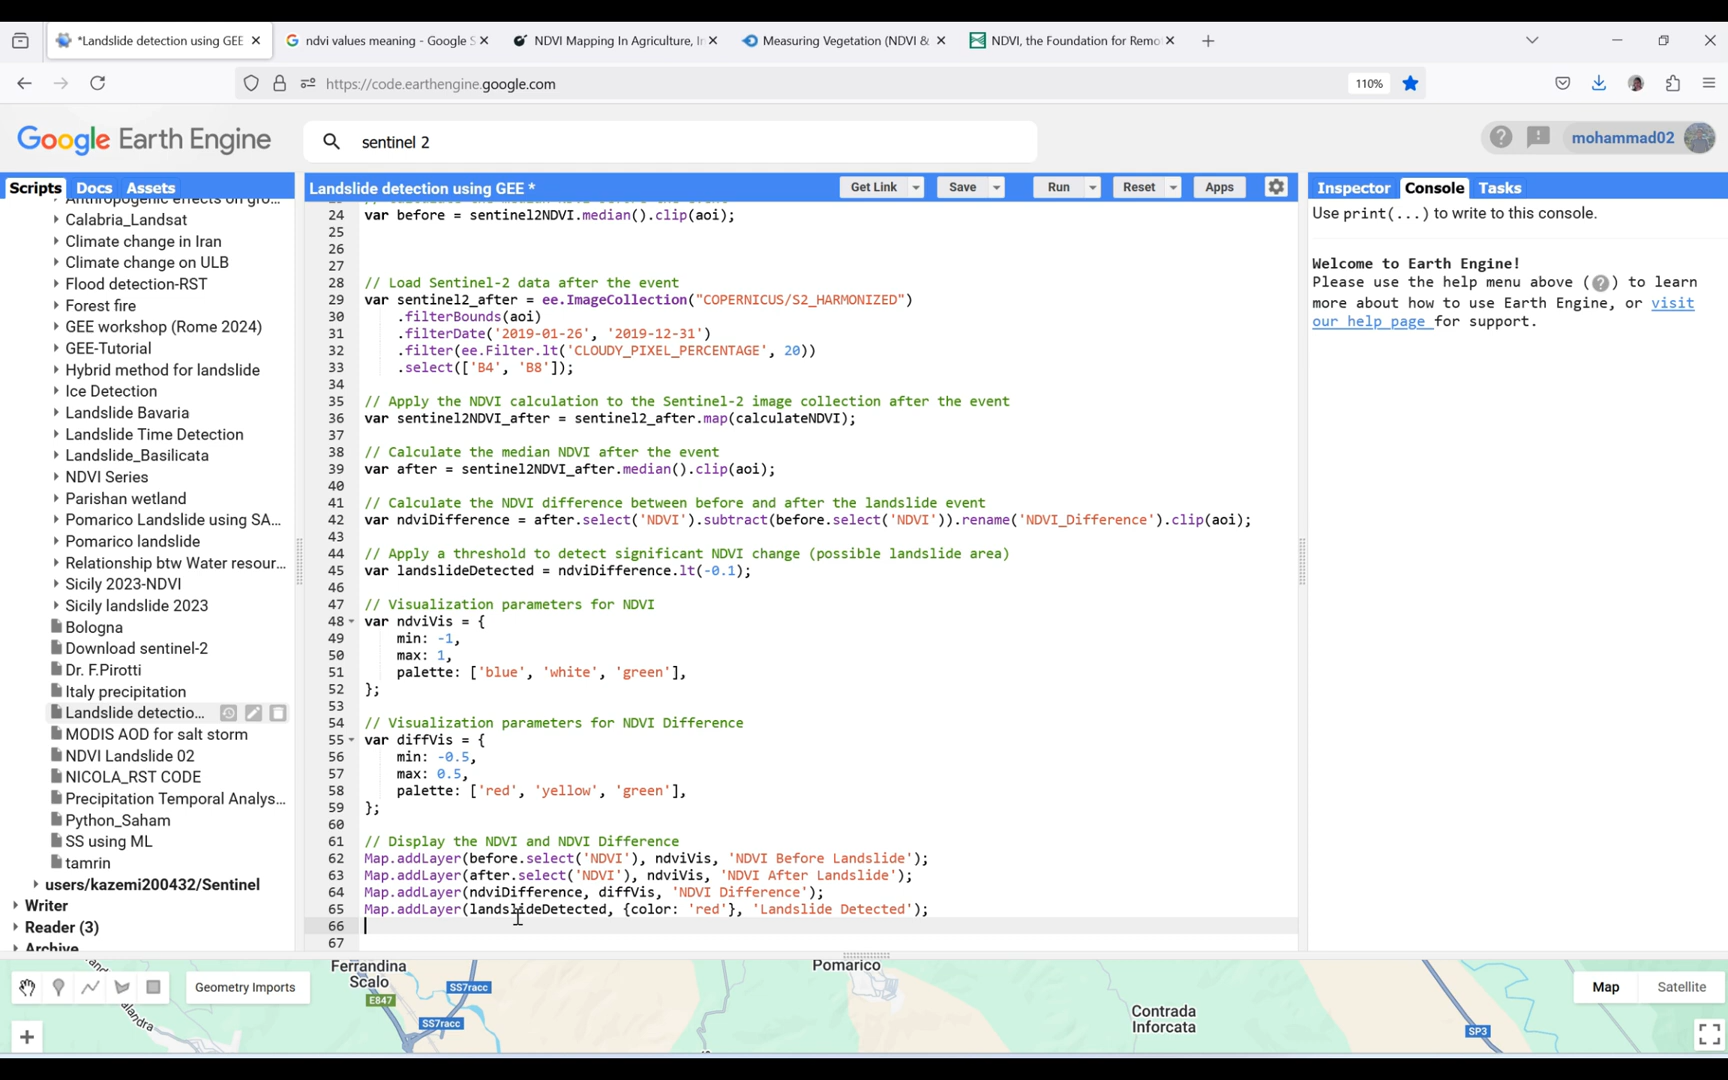 *Landslide detection using GEE
ndvi values meaning - Google S
NDVI Mapping In Agriculture, I
Measuring Vegetation (NDVI &
NDVI, the Foundation for Remo
https://code.earthengine.google.com
110%
Google Earth Engine
sentinel 2
mohammad02
Scripts Docs Assets
Landslide detection using GEE *
Get Link
Save
Run
Reset
Apps
Inspector Console Tasks
Anthropogenic effects on gro...
Calabria_Landsat
Climate change in Iran
Climate change on ULB
Flood detection-RST
Forest fire
GEE workshop (Rome 2024)
GEE-Tutorial
Hybrid method for landslide
Ice Detection
Landslide Bavaria
Landslide Time Detection
Landslide_Basilicata
NDVI Series
Parishan wetland
Pomarico Landslide using SA...
Pomarico landslide
Relationship btw Water resour...
Sicily 2023-NDVI
Sicily landslide 2023
Bologna
Download sentinel-2
Dr. F.Pirotti
Italy precipitation
Landslide detectio...
MODIS AOD for salt storm
NDVI Landslide 02
NICOLA_RST CODE
Precipitation Temporal Analys...
Python_Saham
SS using ML
tamrin
users/kazemi200432/Sentinel
Writer
Reader (3)
Archive
// Calculate the median NDVI before the event
24 var before = sentinel2NDVI.median().clip(aoi);
25
26
27
28 // Load Sentinel-2 data after the event
29 var sentinel2_after = ee.ImageCollection("COPERNICUS/S2_HARMONIZED")
30 .filterBounds(aoi)
31 .filterDate('2019-01-26', '2019-12-31')
32 .filter(ee.Filter.lt('CLOUDY_PIXEL_PERCENTAGE', 20))
33 .select(['B4', 'B8']);
34
35 // Apply the NDVI calculation to the Sentinel-2 image collection after the event
36 var sentinel2NDVI_after = sentinel2_after.map(calculateNDVI);
37
38 // Calculate the median NDVI after the event
39 var after = sentinel2NDVI_after.median().clip(aoi);
40
41 // Calculate the NDVI difference between before and after the landslide event
42 var ndviDifference = after.select('NDVI').subtract(before.select('NDVI')).rename('NDVI_Difference').clip(aoi);
43
44 // Apply a threshold to detect significant NDVI change (possible landslide area)
45 var landslideDetected = ndviDifference.lt(-0.1);
46
47 // Visualization parameters for NDVI
48 var ndviVis = {
49 min: -1,
50 max: 1,
51 palette: ['blue', 'white', 'green'],
52 };
53
54 // Visualization parameters for NDVI Difference
55 var diffVis = {
56 min: -0.5,
57 max: 0.5,
58 palette: ['red', 'yellow', 'green'],
59 };
60
61 // Display the NDVI and NDVI Difference
62 Map.addLayer(before.select('NDVI'), ndviVis, 'NDVI Before Landslide');
63 Map.addLayer(after.select('NDVI'), ndviVis, 'NDVI After Landslide');
64 Map.addLayer(ndviDifference, diffVis, 'NDVI Difference');
65 Map.addLayer(landslideDetected, {color: 'red'}, 'Landslide Detected');
66
67
Use print(...) to write to this console.
Welcome to Earth Engine!
Please use the help menu above (?) to learn
more about how to use Earth Engine, or visit
our help page for support.
Geometry Imports
Ferrandina
Scalo
E847
SS7racc
SS7racc
Pomarico
Contrada
Inforcata
SP3
Map
Satellite